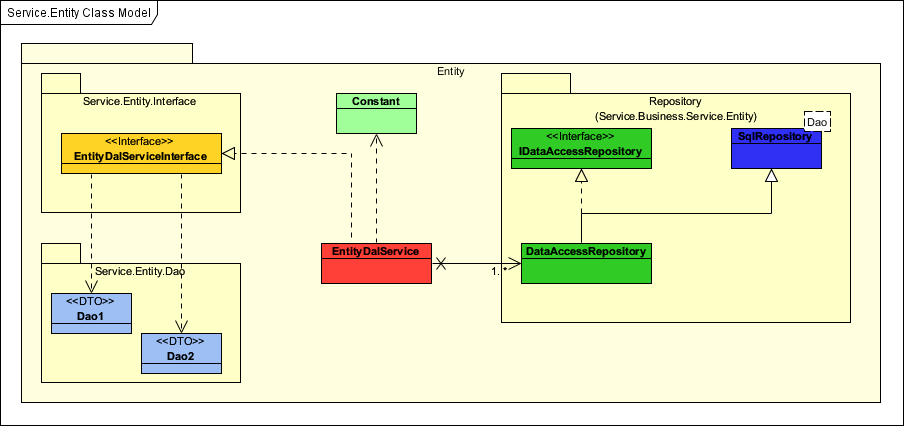 Service.Entity Class Model
Entity
Service.Entity.Interface
<<Interface>>
EntityDalServiceInterface
Constant
Repository
(Service.Business.Service.Entity)
Dao
<<Interface>>
IDataAccessRepository
SqlRepository
EntityDalService
1..*
DataAccessRepository
Service.Entity.Dao
<<DTO>>
Dao1
<<DTO>>
Dao2